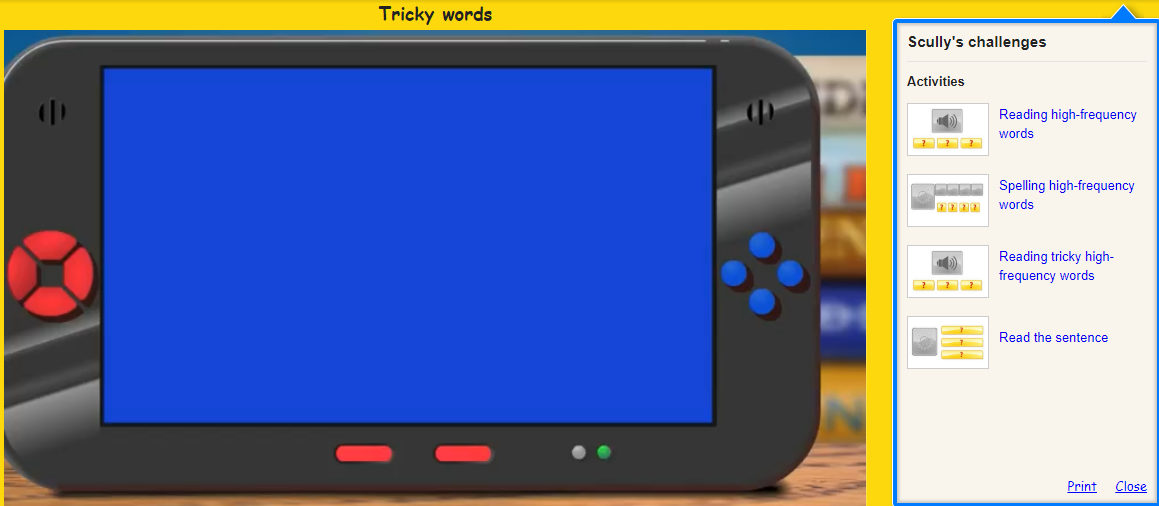 Tricky words
Scully's challenges
Activities
Reading high-frequency
words
? ? ?
Spelling high-frequency
words
? ? ? ?
Reading tricky high-
frequency words
? ? ?
Read the sentence
?
?
?
Print Close